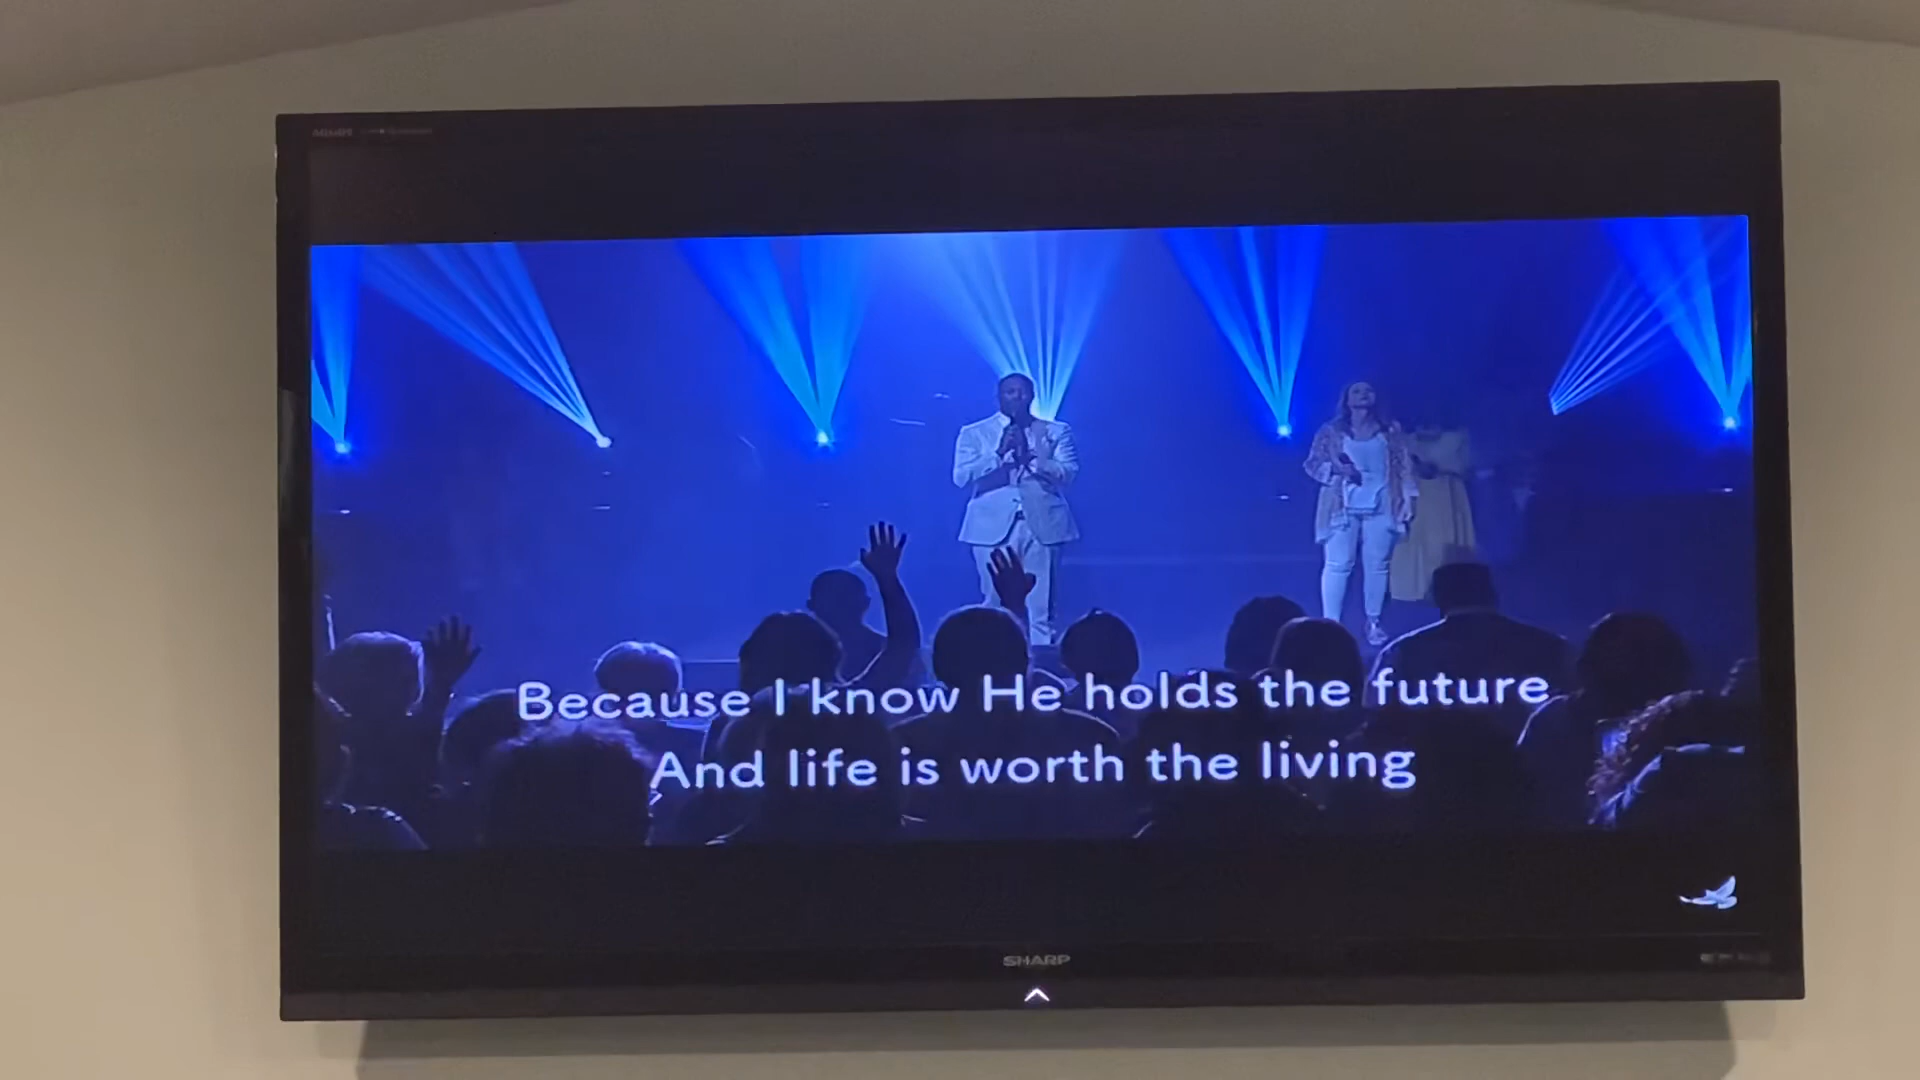 Because I know He holds the future
And life is worth the living
SHARP